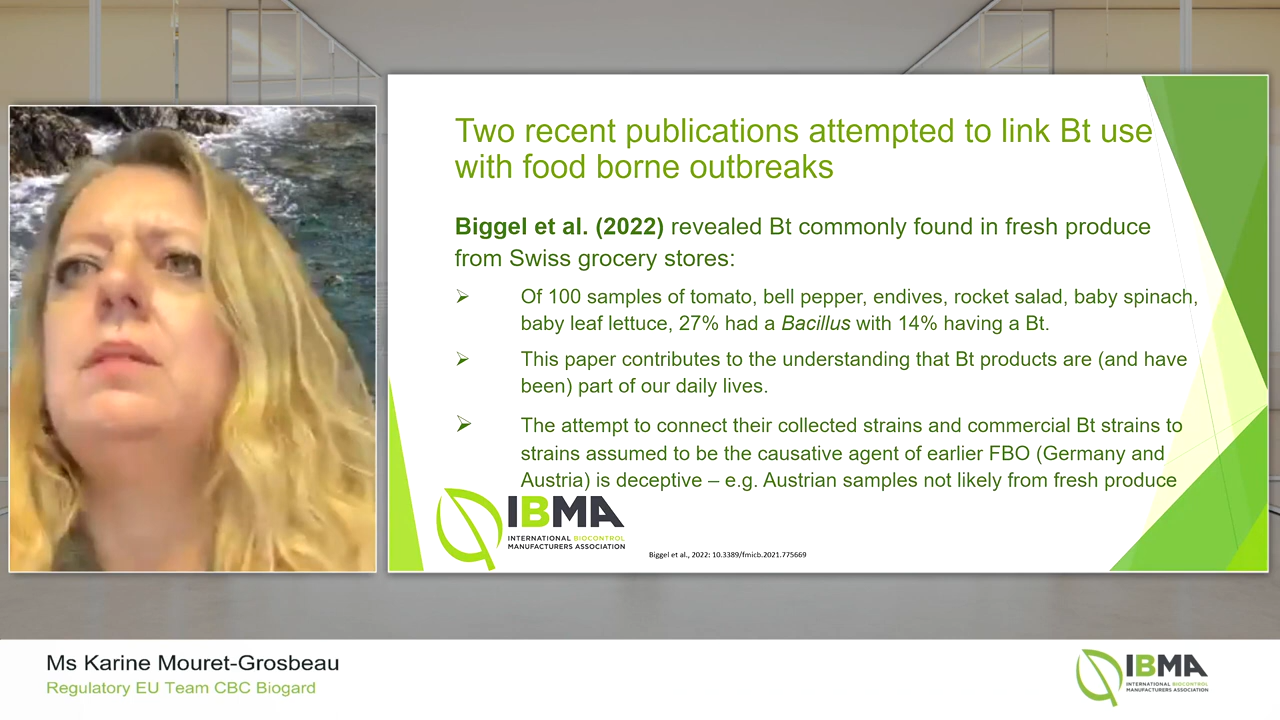 Two recent publications attempted to link Bt use
with food borne outbreaks
Biggel et al. (2022) revealed Bt commonly found in fresh produce
from Swiss grocery stores:
Of 100 samples of tomato, bell pepper, endives, rocket salad, baby spinach,
baby leaf lettuce, 27% had a Bacillus with 14% having a Bt.
This paper contributes to the understanding that Bt products are (and have
been) part of our daily lives.
The attempt to connect their collected strains and commercial Bt strains to
strains assumed to be the causative agent of earlier FBO (Germany and
Austria) is deceptive – e.g. Austrian samples not likely from fresh produce
IBMA
INTERNATIONAL BIOCONTROL
MANUFACTURERS ASSOCIATION
Biggel et al., 2022: 10.3389/fmicb.2021.775669
Ms Karine Mouret-Grosbeau
Regulatory EU Team CBC Biogard
IBMA
INTERNATIONAL BIOCONTROL
MANUFACTURERS ASSOCIATION